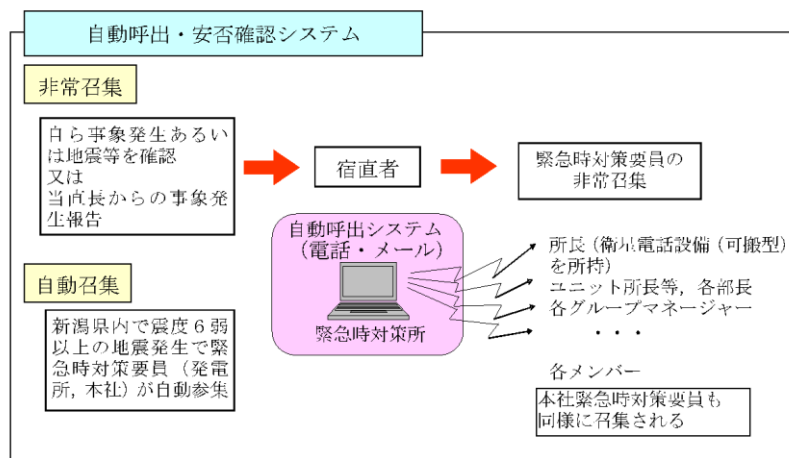 自動呼出・安否確認システム
非常召集
自ら事象発生あるい
は地震等を確認
又は
当直長からの事象発
生報告
宿直者
緊急時対策要員の
非常召集
自動呼出システム
（電話・メール）
緊急時対策所
所長（衛星電話設備（可搬型）
を所持）
ユニット所長等，各部長
各グループマネージャー
・・・
各メンバー
本社緊急時対策要員も
同様に召集される
自動召集
新潟県内で震度６弱
以上の地震発生で緊
急時対策要員（発電
所，本社）が自動参集